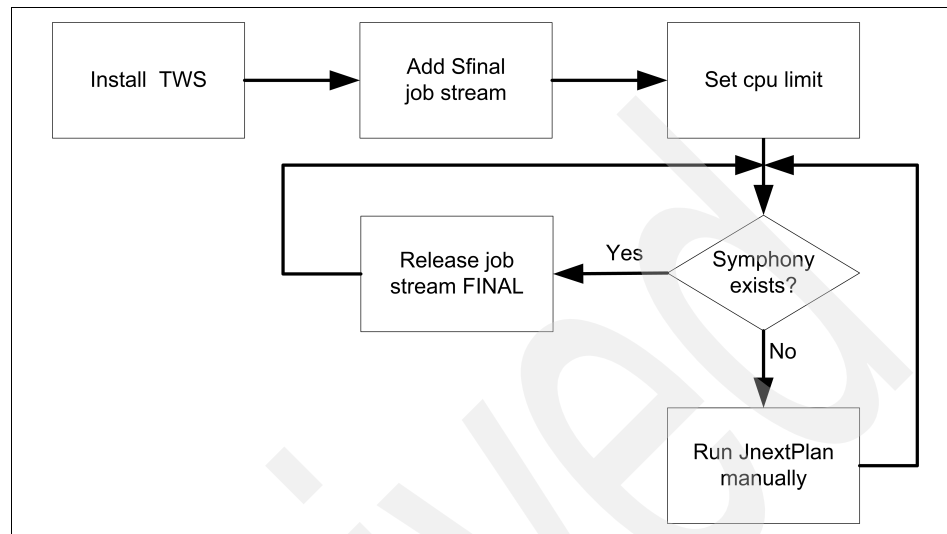 Install TWS
Add Sfinal
job stream
Set cpu limit
Release job
stream FINAL
Yes
Symphony
exists?
No
Run JnextPlan
manually